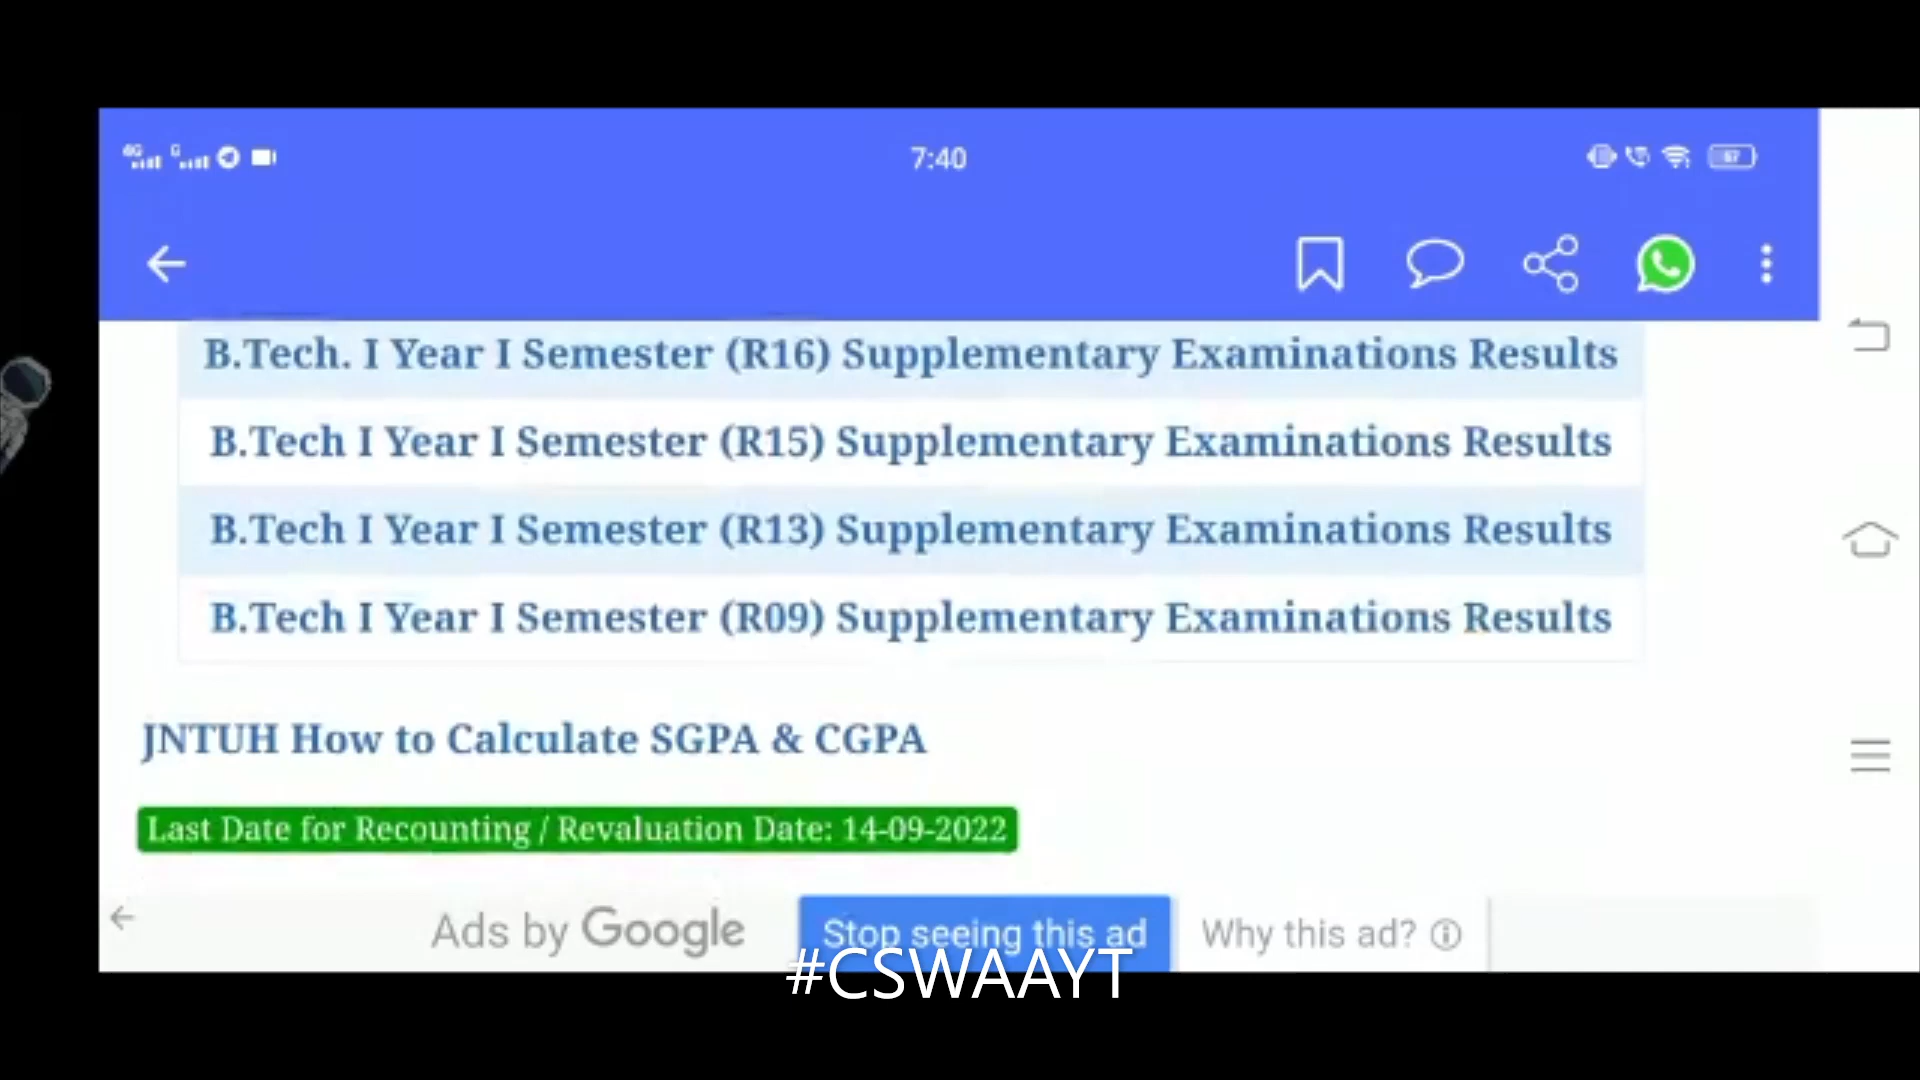 4G G 7:40 67
B.Tech. I Year I Semester (R16) Supplementary Examinations Results
B.Tech I Year I Semester (R15) Supplementary Examinations Results
B.Tech I Year I Semester (R13) Supplementary Examinations Results
B.Tech I Year I Semester (R09) Supplementary Examinations Results
JNTUH How to Calculate SGPA & CGPA
Last Date for Recounting / Revaluation Date: 14-09-2022
Ads by Google Stop seeing this ad Why this ad?
#CSWAAYT